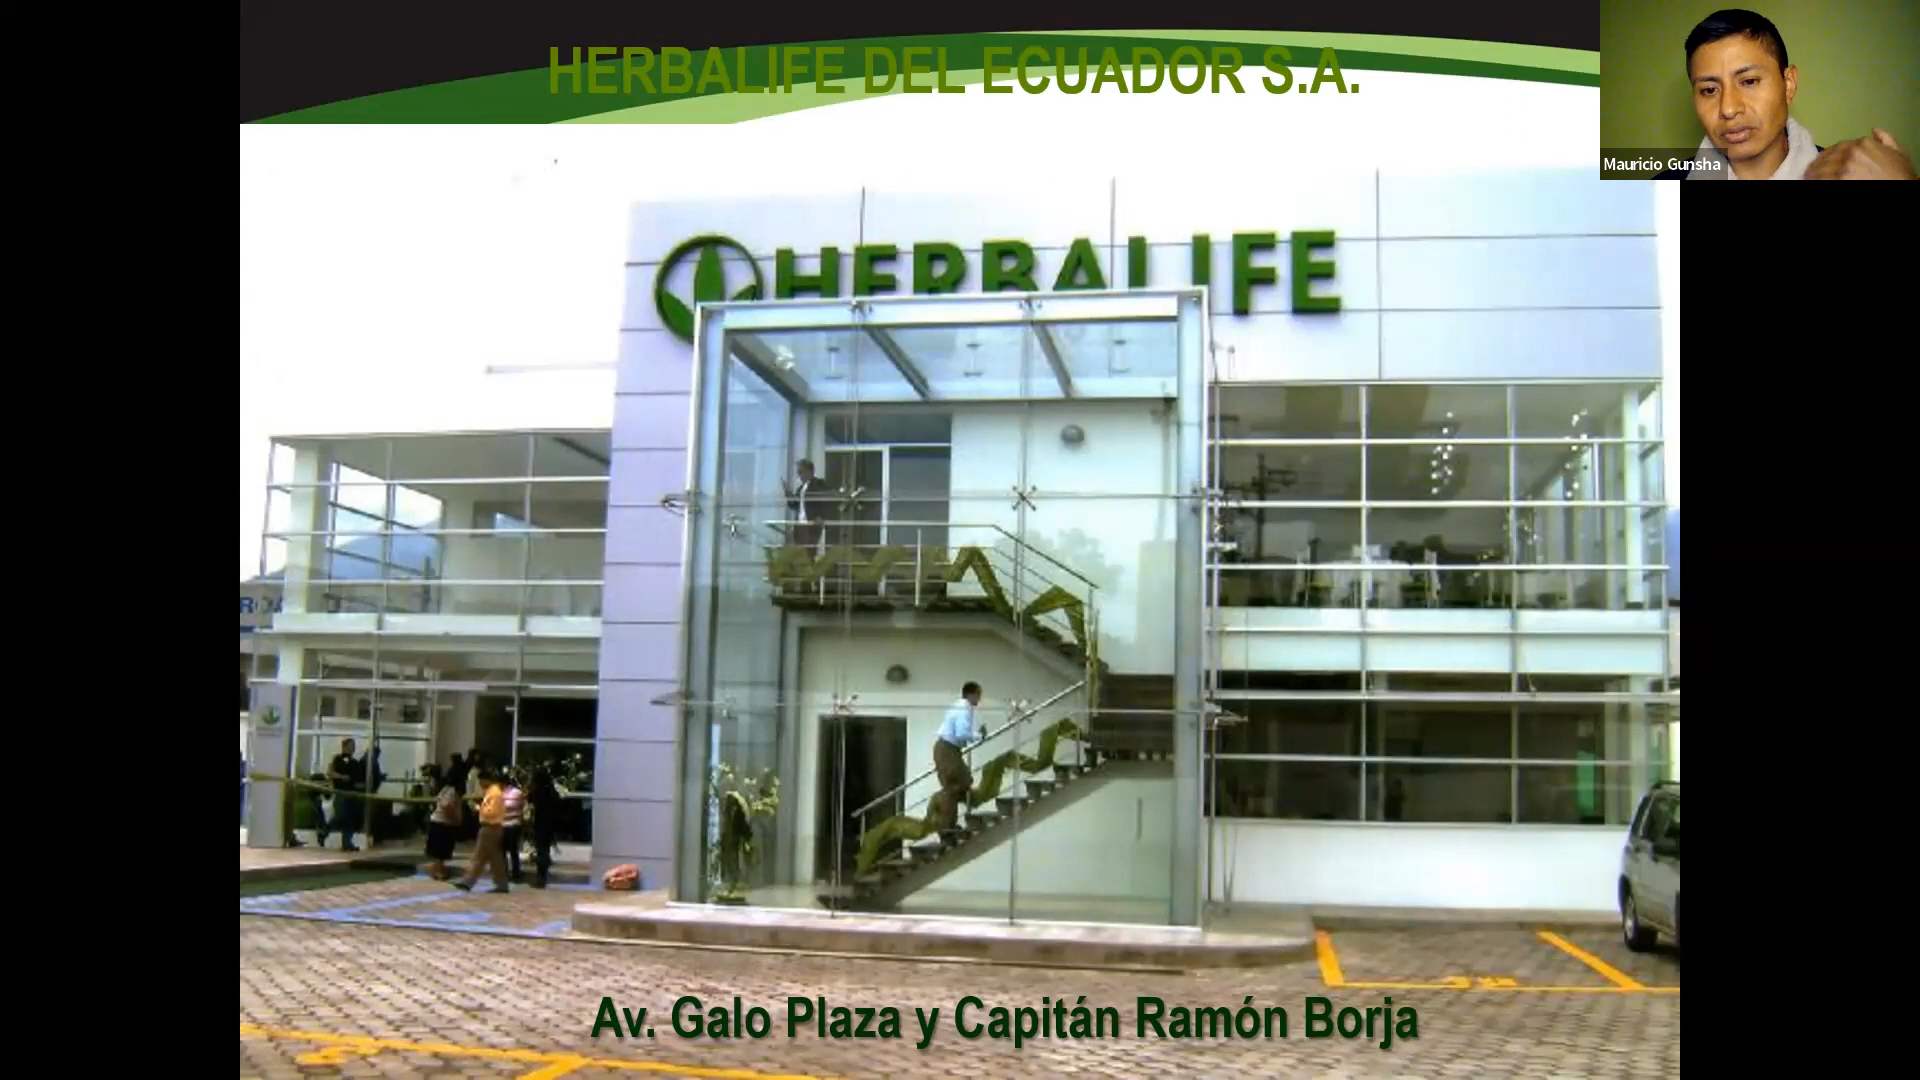 HERBALIFE DEL ECUADOR S.A.
Mauricio Gunsha
HERBALIFE
Av. Galo Plaza y Capitán Ramón Borja